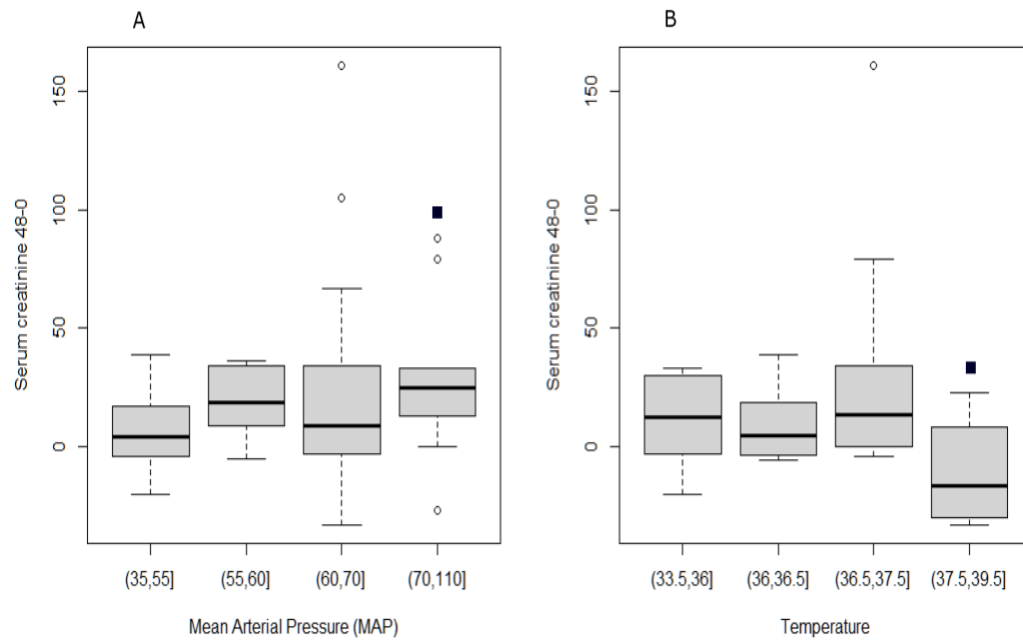 A
B
Serum creatinine 48-0
150
100
50
0
(35,55]
(55,60]
(60,70]
(70,110]
Mean Arterial Pressure (MAP)
Serum creatinine 48-0
150
100
50
0
(33.5,36]
(36,36.5]
(36.5,37.5]
(37.5,39.5]
Temperature